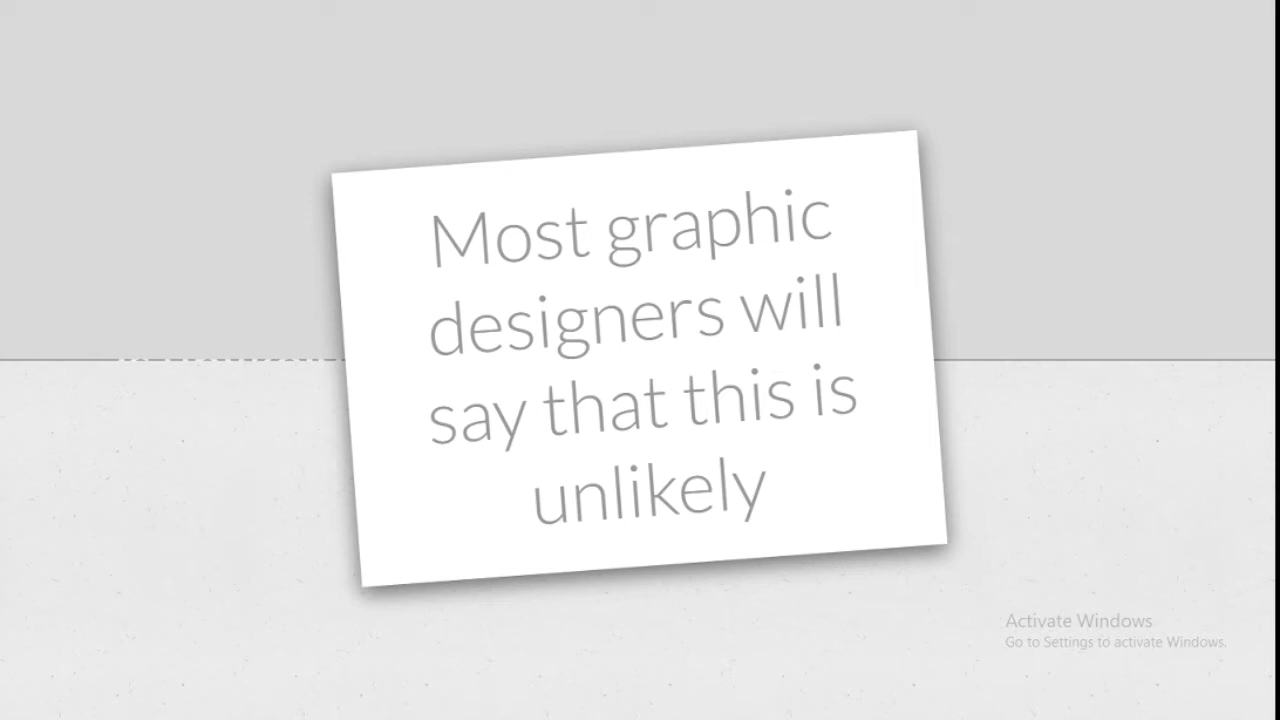 Most graphic
designers will
say that this is
unlikely
Activate Windows
Go to Settings to activate Windows.